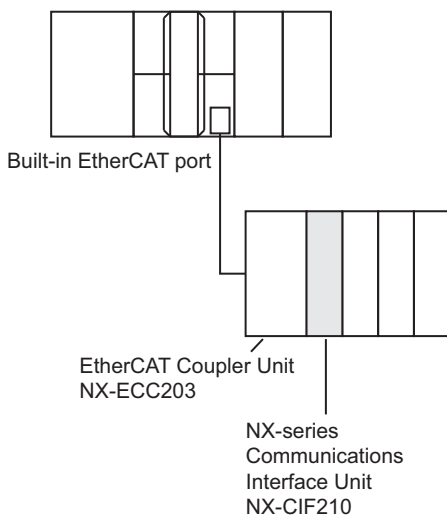 Built-in EtherCAT port
EtherCAT Coupler Unit
NX-ECC203
NX-series
Communications
Interface Unit
NX-CIF210